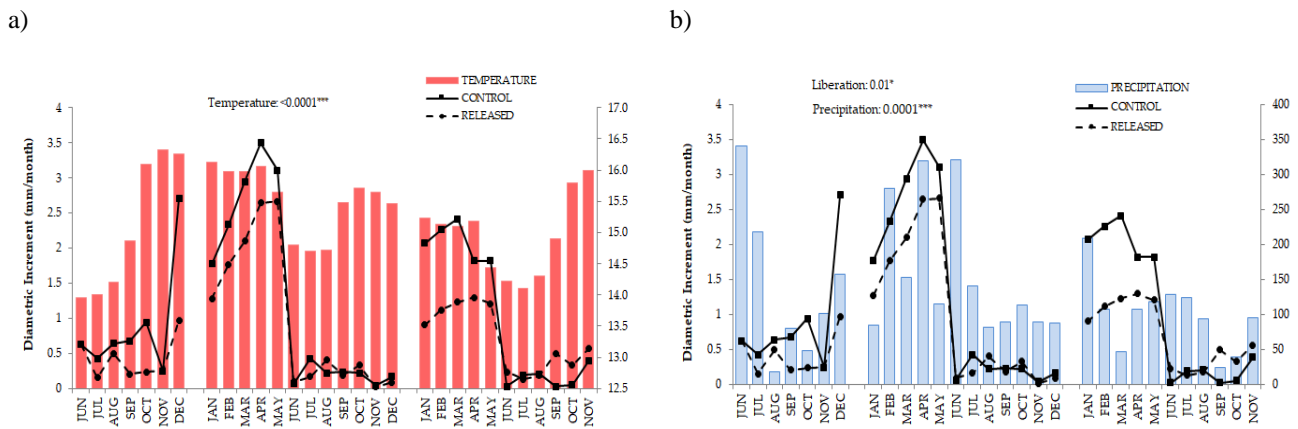 a)
TEMPERATURE
CONTROL
RELEASED
Temperature: <0.0001***
Diametric Increment (mm/month)
4
3.5
3
2.5
2
1.5
1
0.5
0
17.0
16.5
16.0
15.5
15.0
14.5
14.0
13.5
13.0
12.5
JUN JUL AUG SEP OCT NOV DEC JAN FEB MAR APR MAY JUN JUL AUG SEP OCT NOV DEC JAN FEB MAR APR MAY JUN JUL AUG SEP OCT NOV
b)
Liberation: 0.01*
Precipitation: 0.0001***
PRECIPITATION
CONTROL
RELEASED
Diametric Increment (mm/month)
4
3.5
3
2.5
2
1.5
1
0.5
0
400
350
300
250
200
150
100
50
0
JUN JUL AUG SEP OCT NOV DEC JAN FEB MAR APR MAY JUN JUL AUG SEP OCT NOV DEC JAN FEB MAR APR MAY JUN JUL AUG SEP OCT NOV